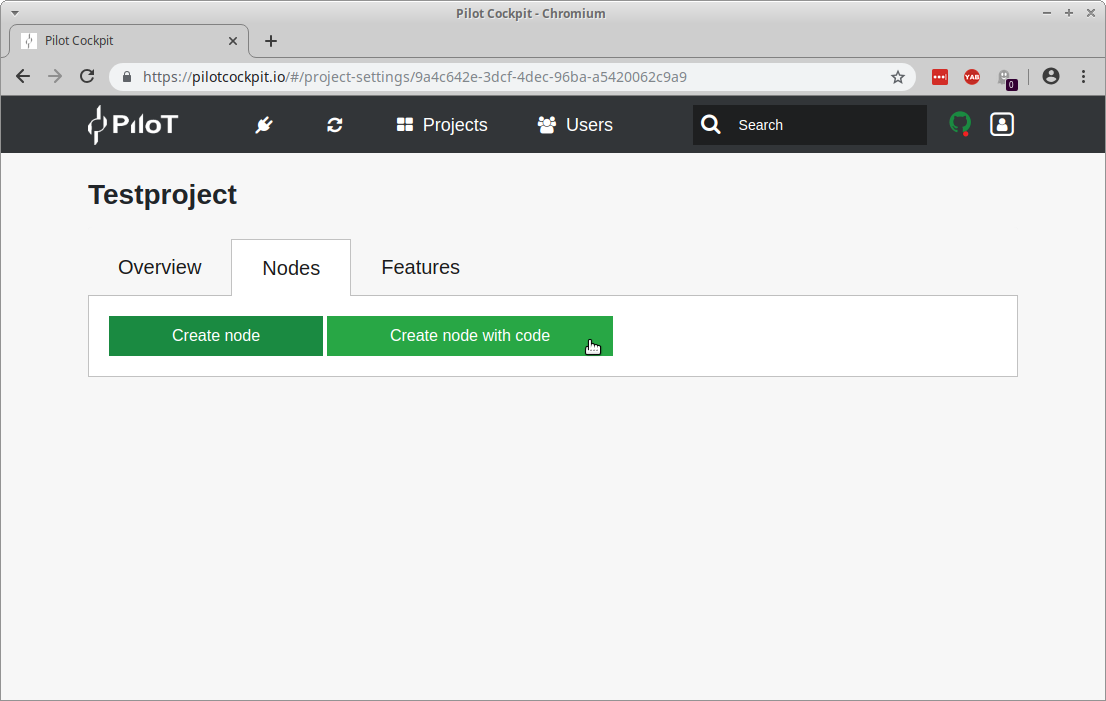 Pilot Cockpit - Chromium
Pilot Cockpit
https://pilotcockpit.io/#/project-settings/9a4c642e-3dcf-4dec-96ba-a5420062c9a9
YAB
0
PiloT
Projects
Users
Search
Testproject
Overview
Nodes
Features
Create node
Create node with code